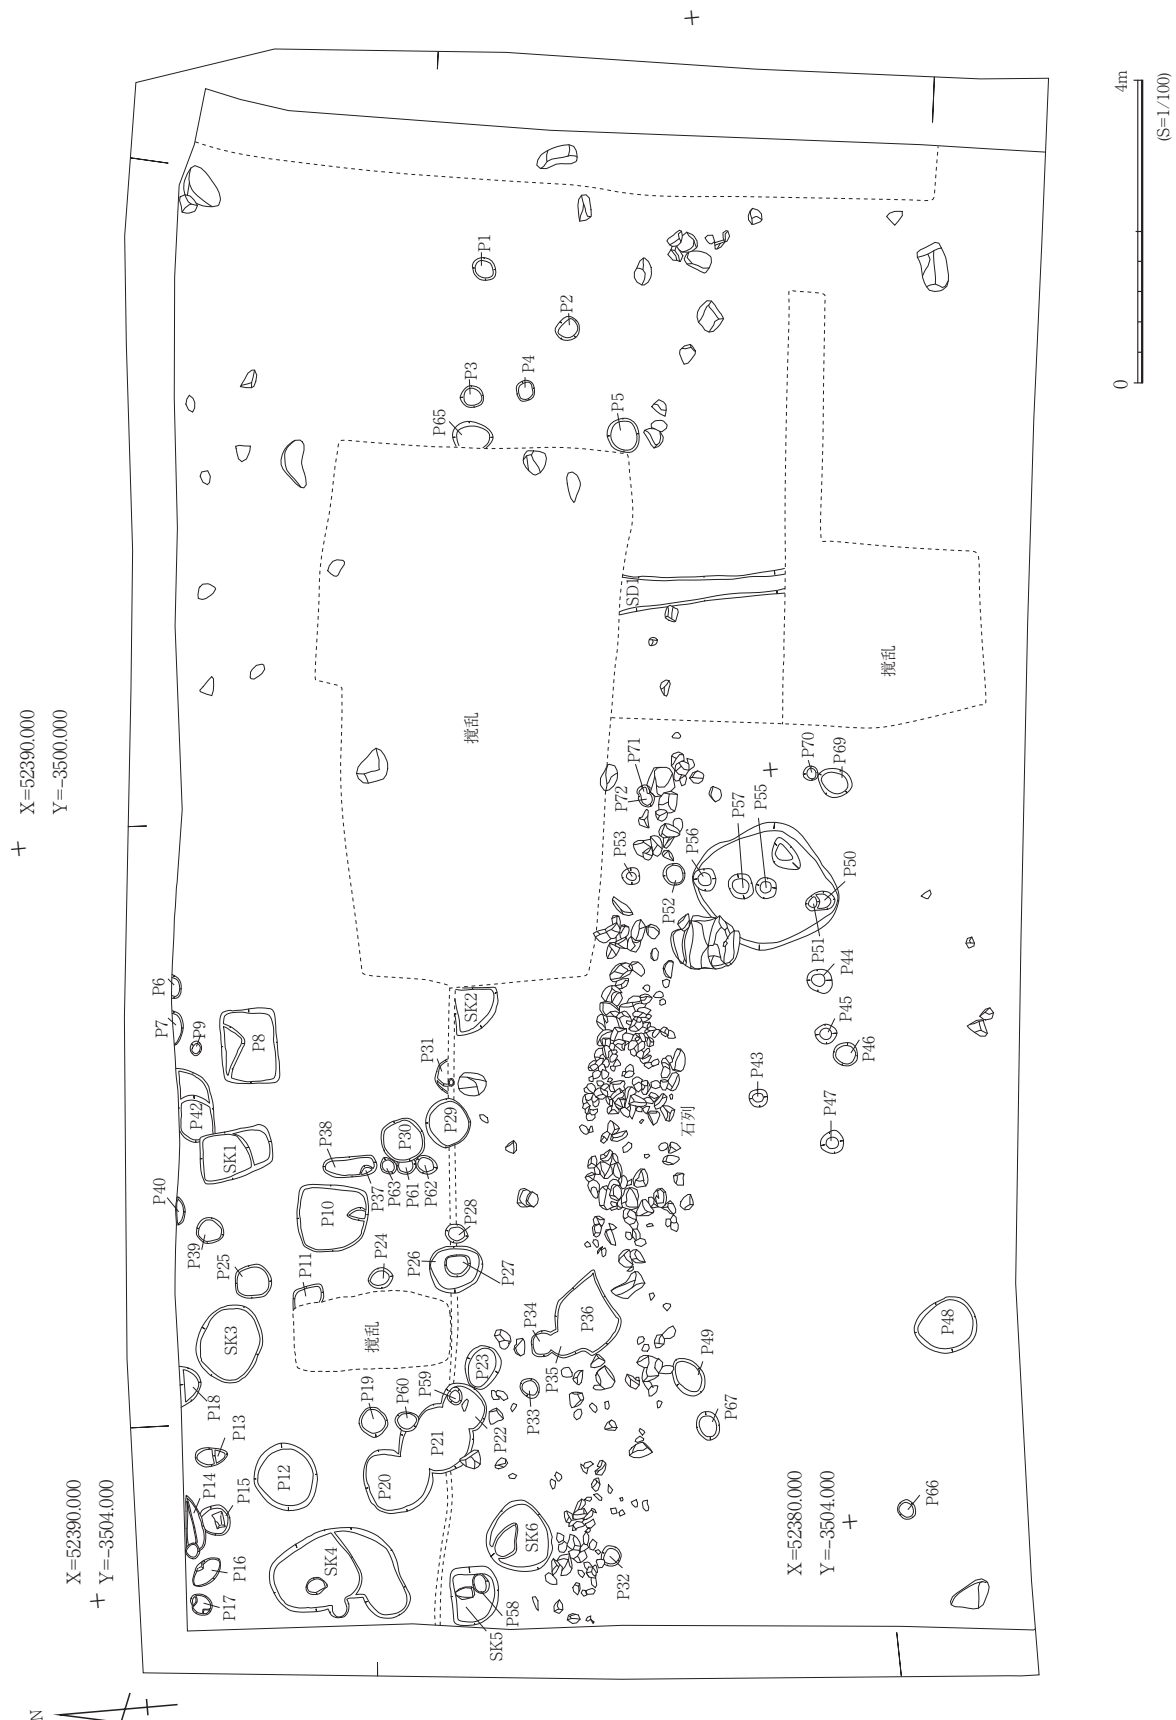 4m
(S=1/100)
0
P1
P2
P3
P4
P65
P5
SD1
攪乱
攪乱
X=52390.000
Y=-3500.000
P71
P72
P70
P69
P53
P56
P57
P55
P52
P50
P51
P44
P6
P7
P9
P8
SK2
P31
P45
P46
P43
P42
SK1
P38
P30
P29
石列
P47
P40
P39
P10
P37
P63
P61
P62
P28
P25
P11
P24
P26
P27
SK3
攪乱
P34
P36
P35
P48
P49
P18
P19
P60
P59
P23
P33
P13
P21
P22
P67
P14
P15
P12
P20
X=52390.000
Y=-3504.000
X=52380.000
Y=-3504.000
P66
P16
P17
SK4
SK6
P32
P58
SK5
N